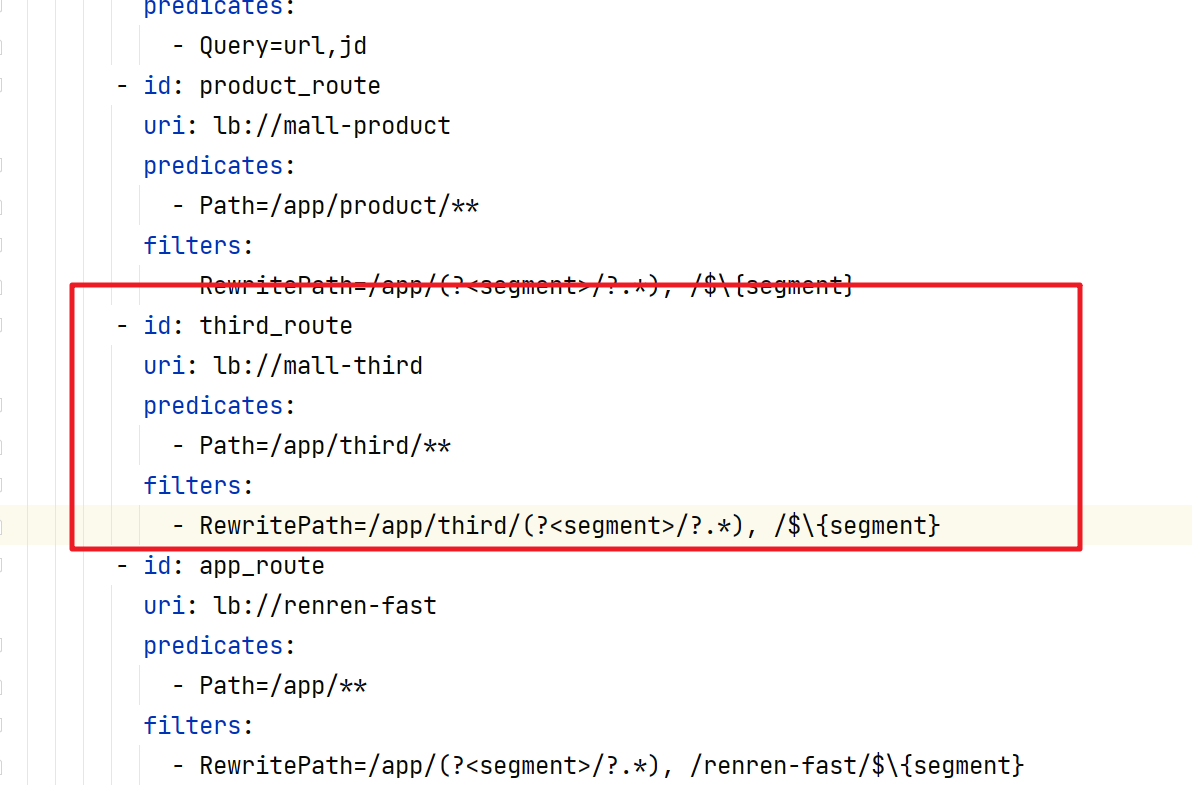 predicates:
- Query=url,jd
- id: product_route
uri: lb://mall-product
predicates:
- Path=/app/product/**
filters:
- RewritePath=/app/(?<segment>/?.*), /$\{segment}
- id: third_route
uri: lb://mall-third
predicates:
- Path=/app/third/**
filters:
- RewritePath=/app/third/(?<segment>/?.*), /$\{segment}
- id: app_route
uri: lb://renren-fast
predicates:
- Path=/app/**
filters:
- RewritePath=/app/(?<segment>/?.*), /renren-fast/$\{segment}